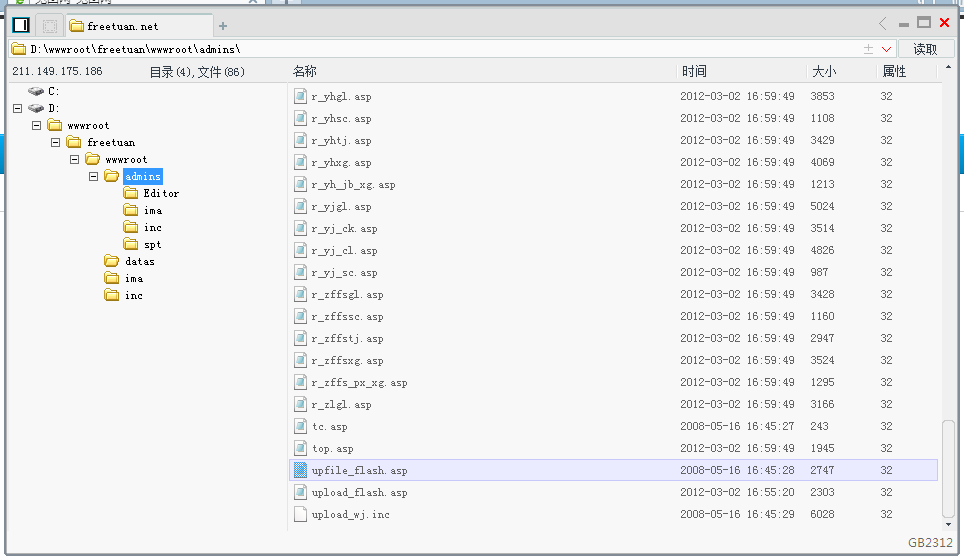 freetuan.net
D:\wwwroot\freetuan\wwwroot\admins\ 读取
211.149.175.186 目录(4),文件(86) 名称 时间 大小 属性
C:
D:
wwwroot
freetuan
wwwroot
admins
Editor
ima
inc
spt
datas
ima
inc
r_yhgl.asp 2012-03-02 16:59:49 3853 32
r_yhsc.asp 2012-03-02 16:59:49 1108 32
r_yhtj.asp 2012-03-02 16:59:49 3429 32
r_yhxg.asp 2012-03-02 16:59:49 4069 32
r_yh_jb_xg.asp 2012-03-02 16:59:49 1213 32
r_yjgl.asp 2012-03-02 16:59:49 5024 32
r_yj_ck.asp 2012-03-02 16:59:49 3514 32
r_yj_cl.asp 2012-03-02 16:59:49 4826 32
r_yj_sc.asp 2012-03-02 16:59:49 987 32
r_zffsgl.asp 2012-03-02 16:59:49 3428 32
r_zffssc.asp 2012-03-02 16:59:49 1160 32
r_zffstj.asp 2012-03-02 16:59:49 2947 32
r_zffsxg.asp 2012-03-02 16:59:49 3524 32
r_zffs_px_xg.asp 2012-03-02 16:59:49 1295 32
r_zlgl.asp 2012-03-02 16:59:49 3166 32
tc.asp 2008-05-16 16:45:27 243 32
top.asp 2012-03-02 16:59:49 1945 32
upfile_flash.asp 2008-05-16 16:45:28 2747 32
upload_flash.asp 2012-03-02 16:55:20 2303 32
upload_wj.inc 2008-05-16 16:45:29 6028 32
GB2312